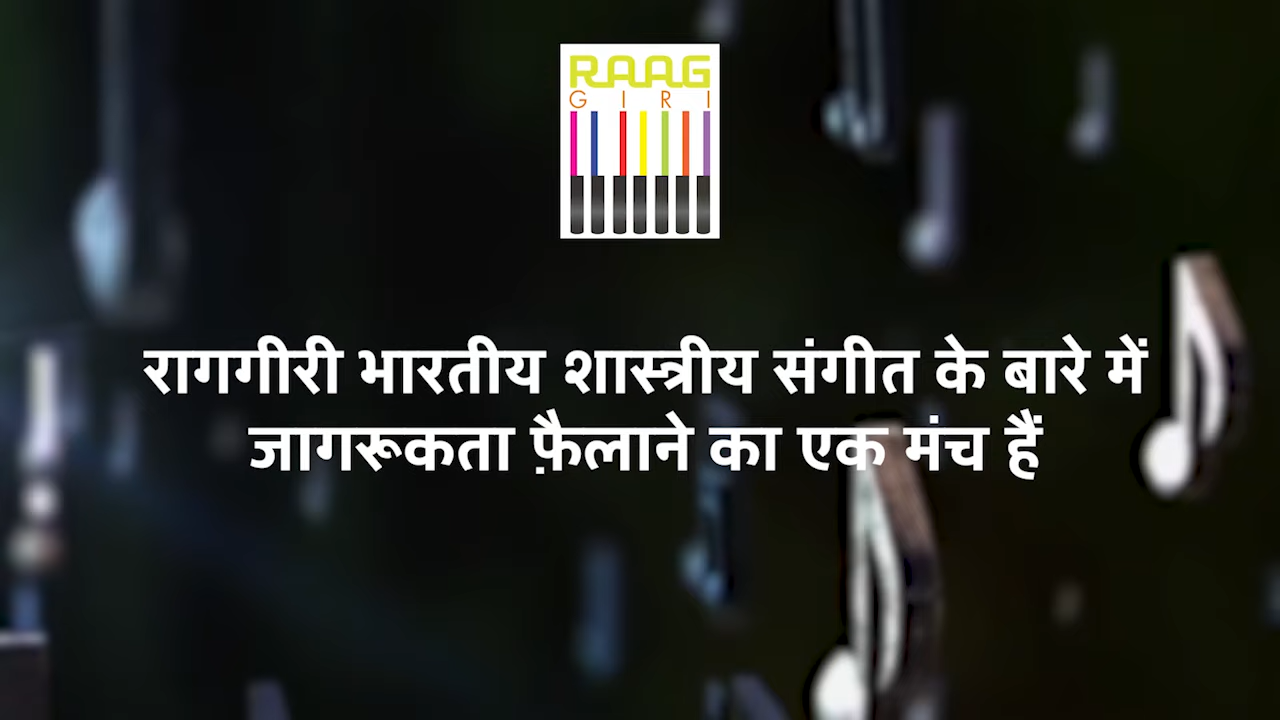 RAAG
GIRI
रागगीरी भारतीय शास्त्रीय संगीत के बारे में
जागरूकता फ़ैलाने का एक मंच हैं